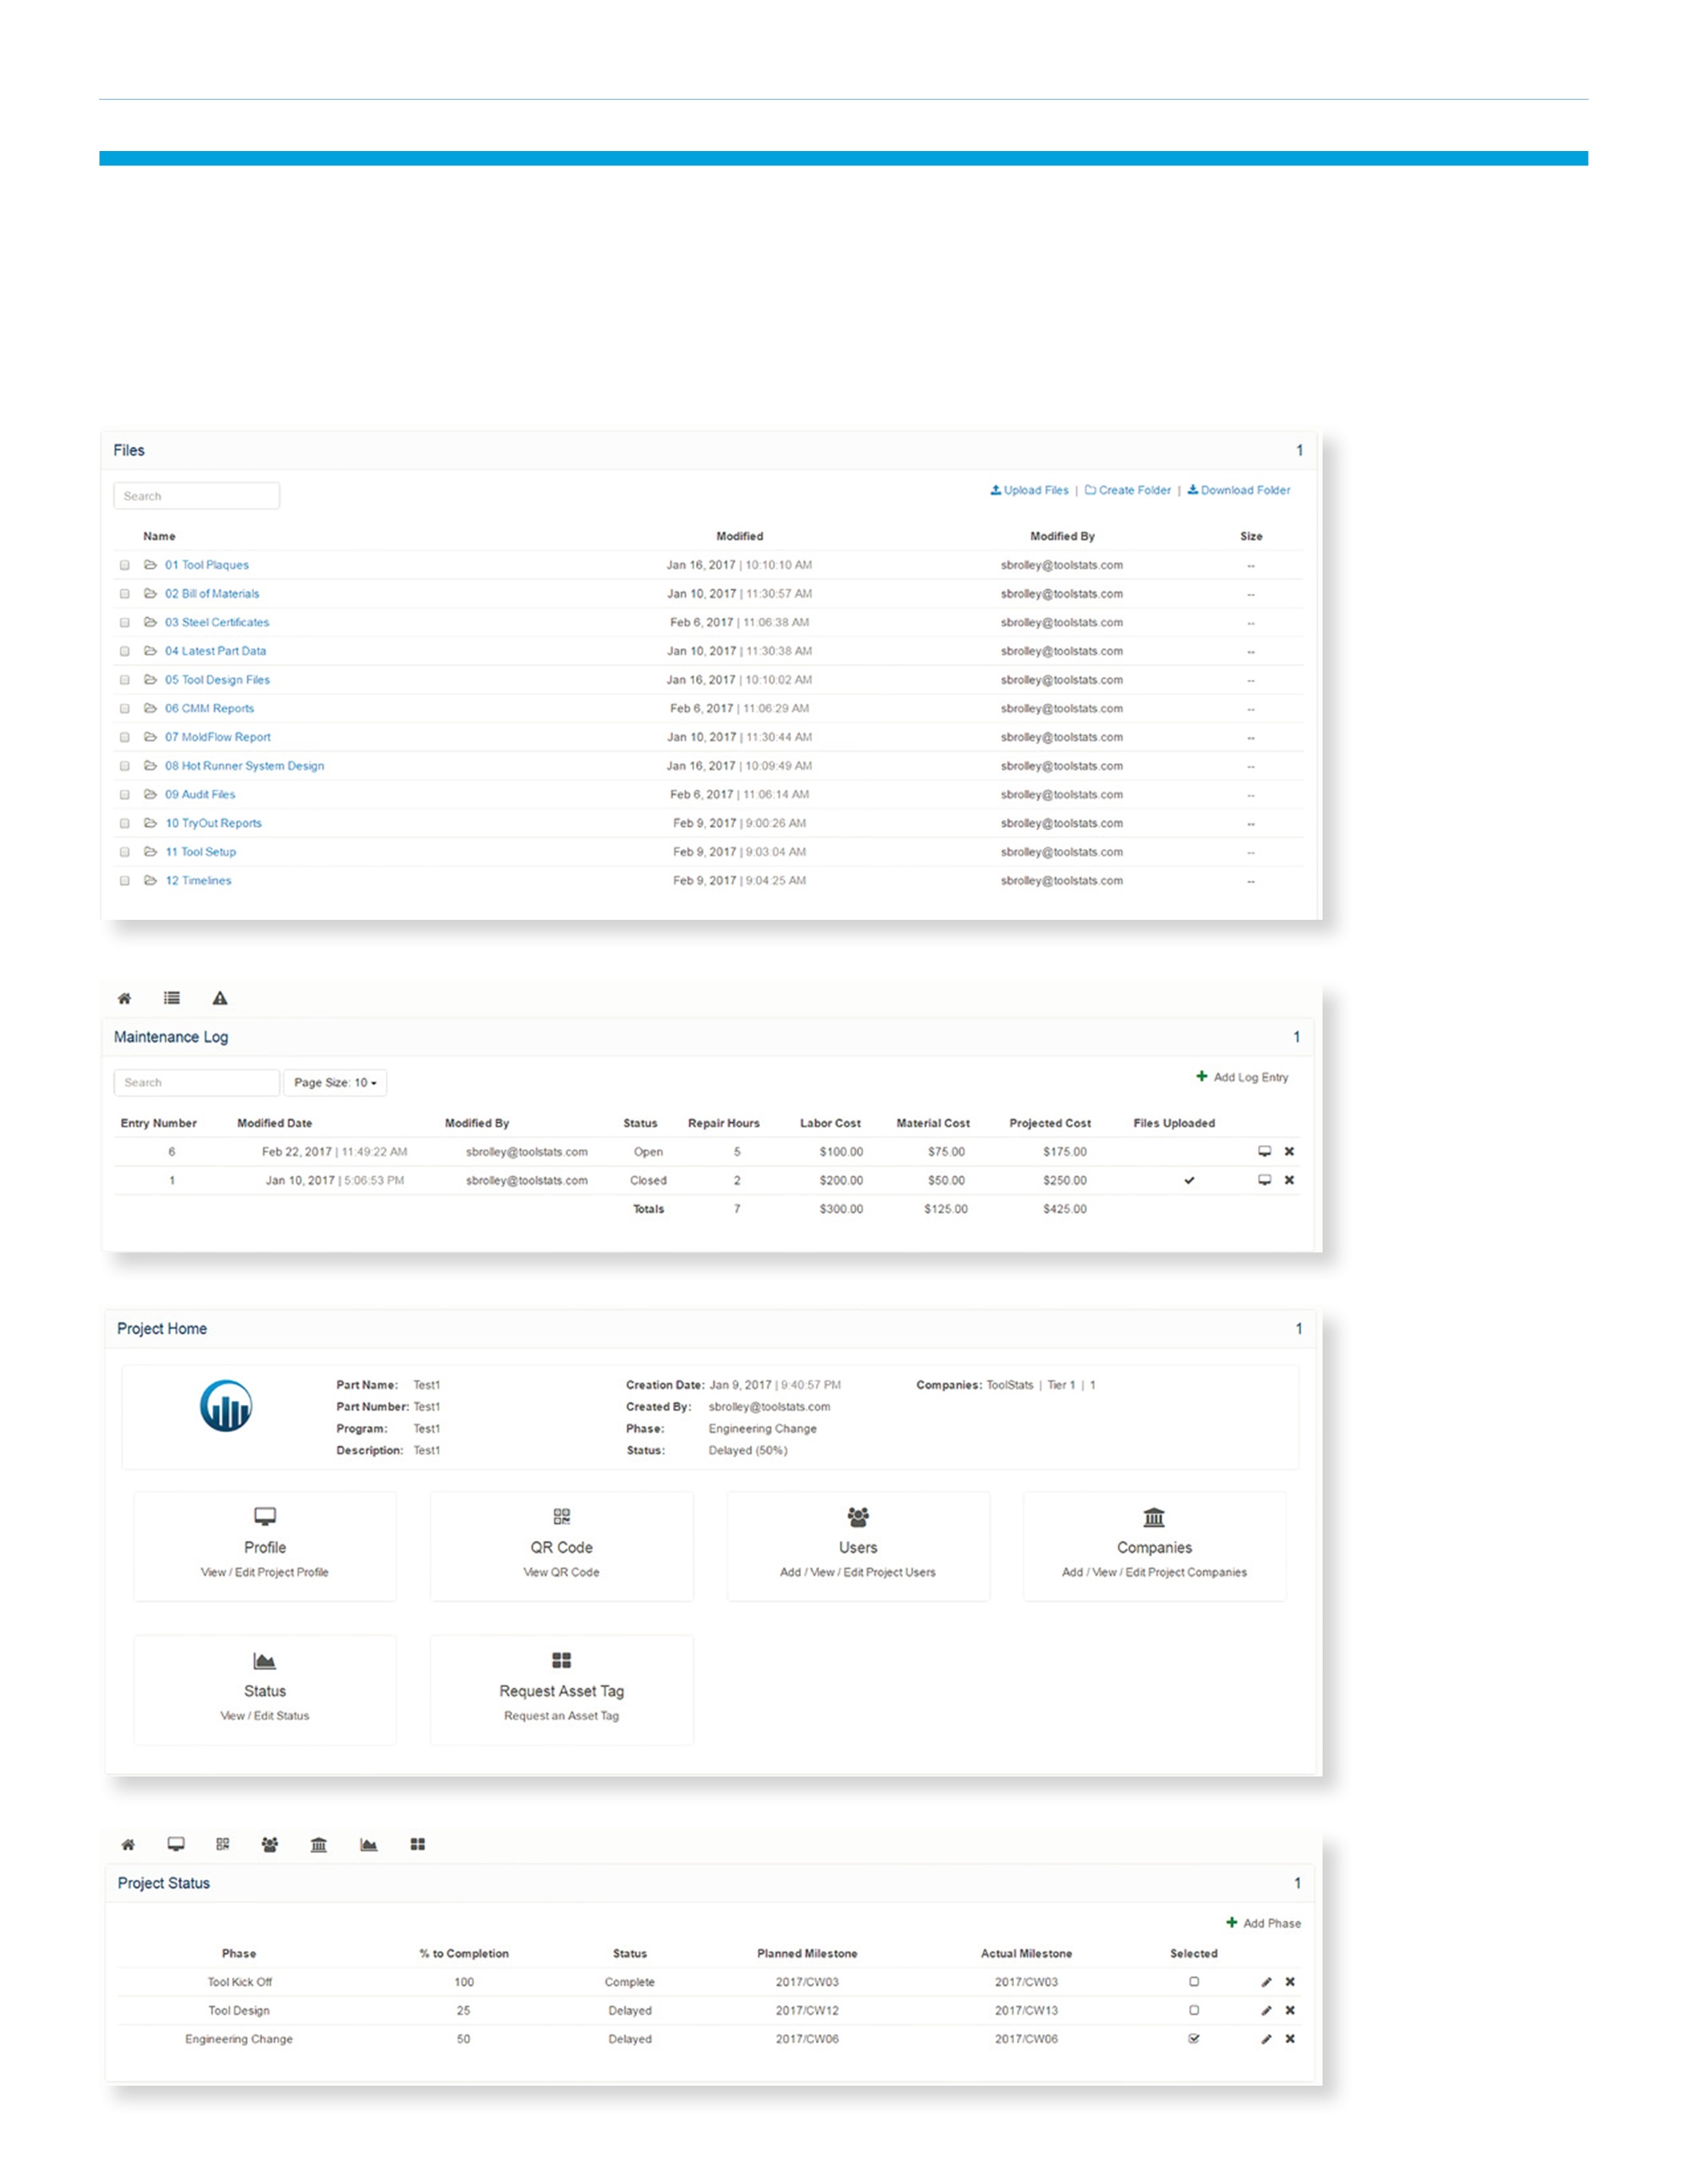 Files 1
Search Upload Files | Create Folder | Download Folder
Name Modified Modified By Size
01 Tool Plaques Jan 16, 2017 | 10:10:10 AM sbrolley@toolstats.com --
02 Bill of Materials Jan 10, 2017 | 11:30:57 AM sbrolley@toolstats.com --
03 Steel Certificates Feb 6, 2017 | 11:06:38 AM sbrolley@toolstats.com --
04 Latest Part Data Jan 10, 2017 | 11:30:38 AM sbrolley@toolstats.com --
05 Tool Design Files Jan 16, 2017 | 10:10:02 AM sbrolley@toolstats.com --
06 CMM Reports Feb 6, 2017 | 11:06:29 AM sbrolley@toolstats.com --
07 MoldFlow Report Jan 10, 2017 | 11:30:44 AM sbrolley@toolstats.com --
08 Hot Runner System Design Jan 16, 2017 | 10:09:49 AM sbrolley@toolstats.com --
09 Audit Files Feb 6, 2017 | 11:06:14 AM sbrolley@toolstats.com --
10 TryOut Reports Feb 9, 2017 | 9:00:26 AM sbrolley@toolstats.com --
11 Tool Setup Feb 9, 2017 | 9:03:04 AM sbrolley@toolstats.com --
12 Timelines Feb 9, 2017 | 9:04:25 AM sbrolley@toolstats.com --
Maintenance Log 1
Search Page Size: 10 Add Log Entry
Entry Number Modified Date Modified By Status Repair Hours Labor Cost Material Cost Projected Cost Files Uploaded
6 Feb 22, 2017 | 11:49:22 AM sbrolley@toolstats.com Open 5 $100.00 $75.00 $175.00
1 Jan 10, 2017 | 5:06:53 PM sbrolley@toolstats.com Closed 2 $200.00 $50.00 $250.00
Totals 7 $300.00 $125.00 $425.00
Project Home 1
Part Name: Test1 Creation Date: Jan 9, 2017 | 9:40:57 PM Companies: ToolStats | Tier 1 | 1
Part Number: Test1 Created By: sbrolley@toolstats.com
Program: Test1 Phase: Engineering Change
Description: Test1 Status: Delayed (50%)
Profile QR Code Users Companies
View / Edit Project Profile View QR Code Add / View / Edit Project Users Add / View / Edit Project Companies
Status Request Asset Tag
View / Edit Status Request an Asset Tag
Project Status 1
Add Phase
Phase % to Completion Status Planned Milestone Actual Milestone Selected
Tool Kick Off 100 Complete 2017/CW03 2017/CW03
Tool Design 25 Delayed 2017/CW12 2017/CW13
Engineering Change 50 Delayed 2017/CW06 2017/CW06